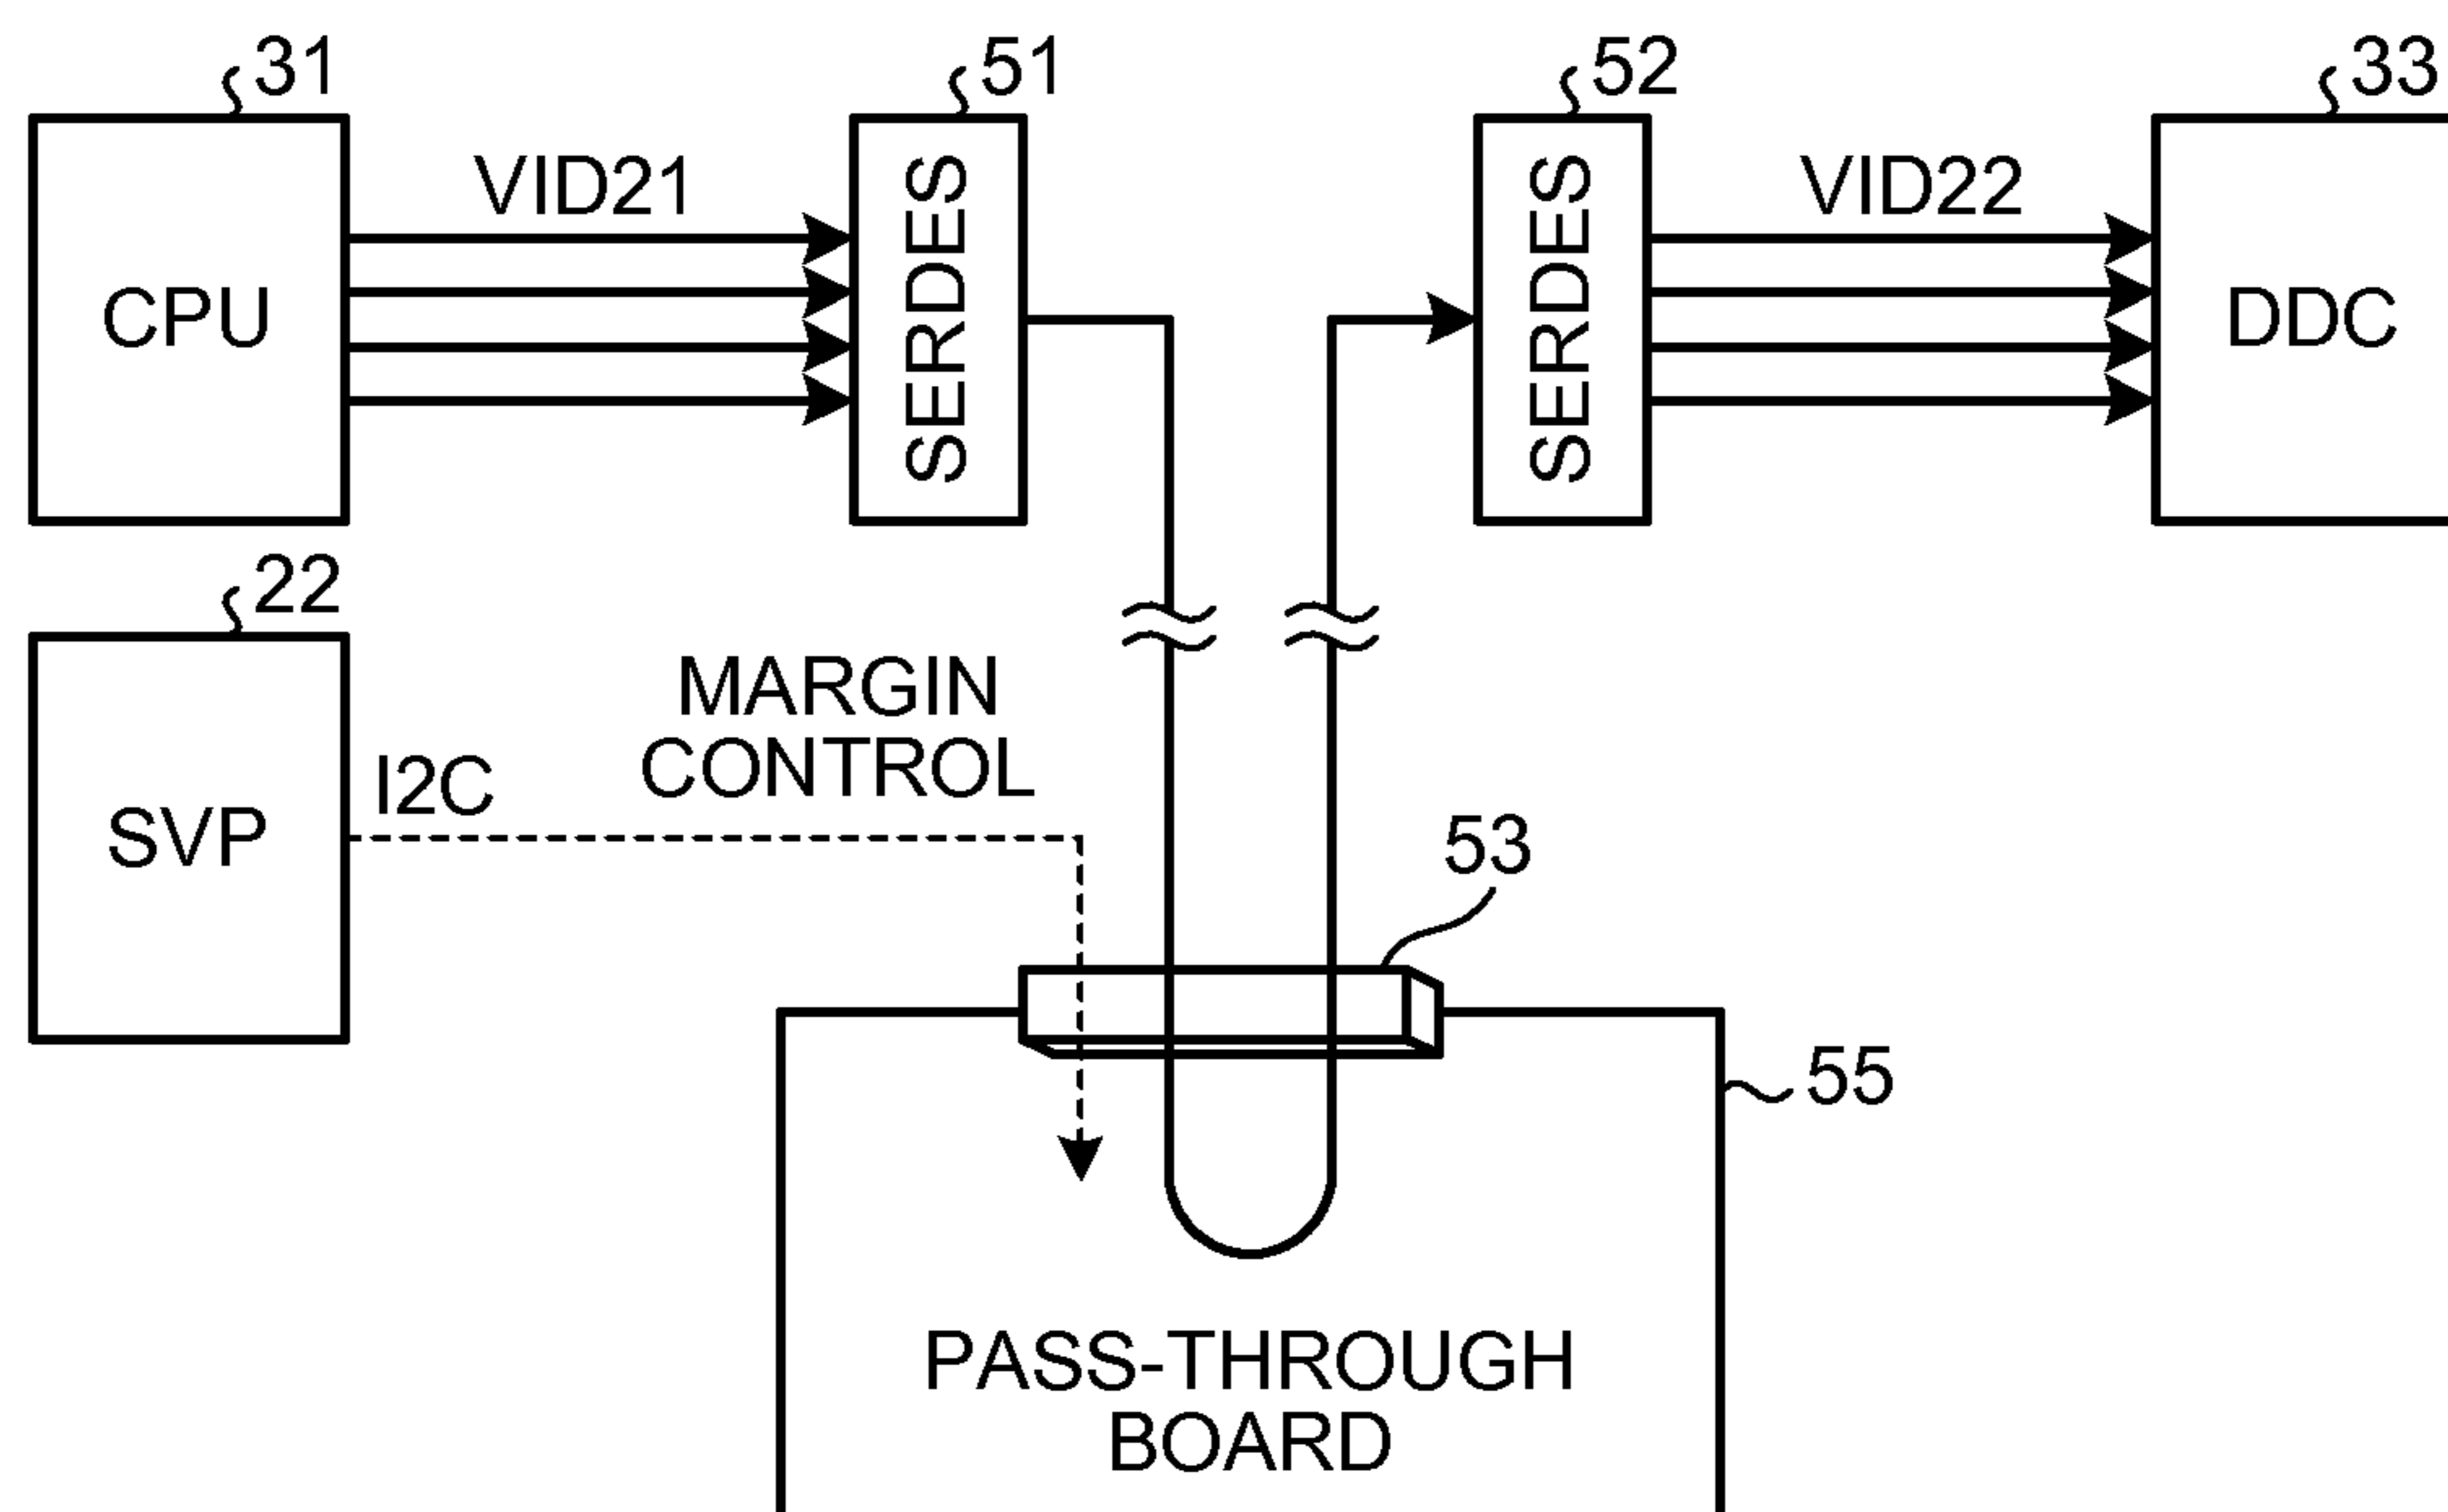 31
51
52
33
VID21
VID22
CPU
SERDES
SERDES
DDC
22
MARGIN
CONTROL
I2C
SVP
53
55
PASS-THROUGH
BOARD